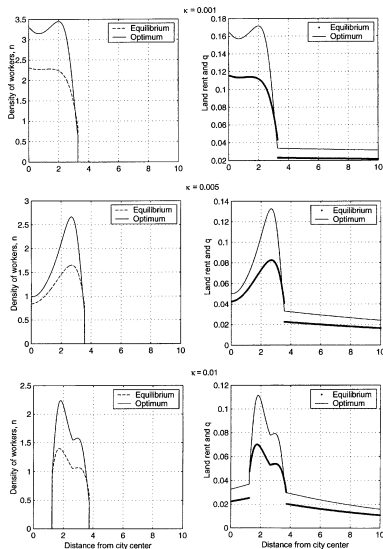 κ = 0.001
Density of workers, n
3.5
3
2.5
2
1.5
1
0.5
0
0 2 4 6 8 10
Equilibrium
Optimum
Land rent and q
0.18
0.16
0.14
0.12
0.10
0.08
0.06
0.04
0.02
0 2 4 6 8 10
Equilibrium
Optimum
κ = 0.005
Density of workers, n
3
2.5
2
1.5
1
0.5
0
0 2 4 6 8 10
Equilibrium
Optimum
Land rent and q
0.14
0.12
0.10
0.08
0.06
0.04
0.02
0
0 2 4 6 8 10
Equilibrium
Optimum
κ = 0.01
Density of workers, n
2.5
2
1.5
1
0.5
0
0 2 4 6 8 10
Distance from city center
Equilibrium
Optimum
Land rent and q
0.12
0.1
0.08
0.06
0.04
0.02
0
0 2 4 6 8 10
Distance from city center
Equilibrium
Optimum